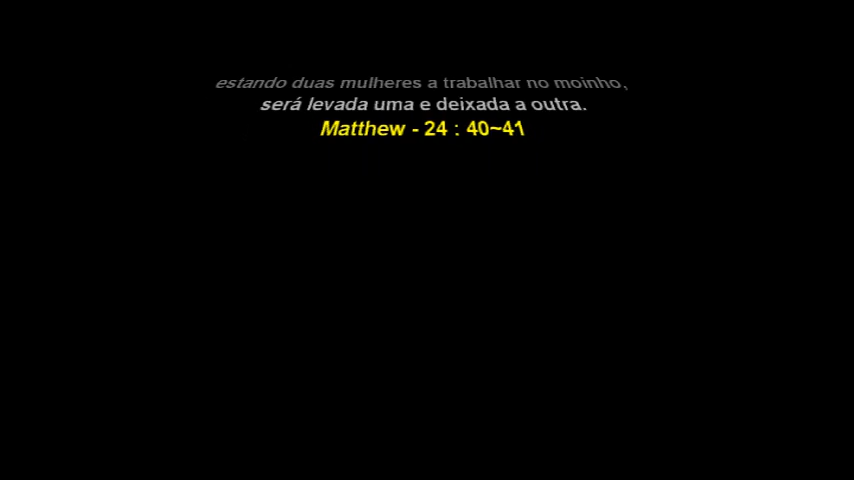 estando duas mulheres a trabalhar no moinho,
será levada uma e deixada a outra.
Matthew - 24 : 40~41